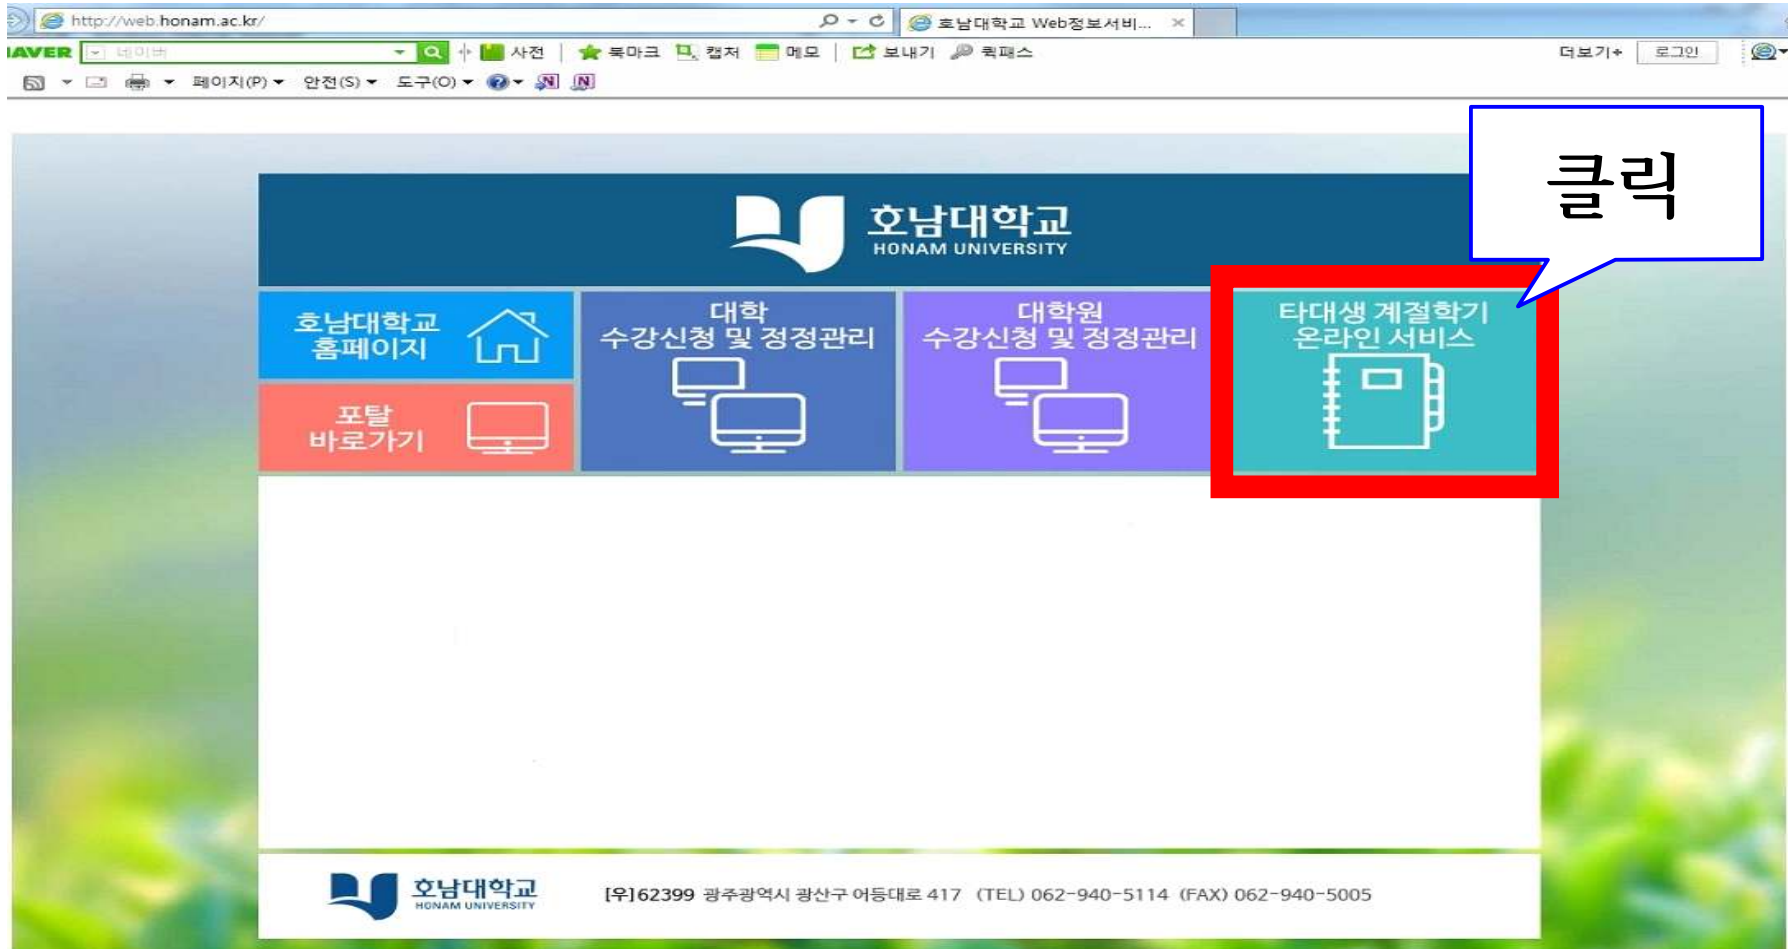 http://web.honam.ac.kr/
호남대학교 Web정보서비...
NAVER 네이버 사전 북마크 캡처 메모 보내기 퀵패스 더보기+ 로그인
페이지(P) 안전(S) 도구(O)
클릭
호남대학교
HONAM UNIVERSITY
호남대학교
홈페이지
포탈
바로가기
대학
수강신청 및 정정관리
대학원
수강신청 및 정정관리
타대생 계절학기
온라인 서비스
호남대학교
HONAM UNIVERSITY
[우]62399 광주광역시 광산구 어등대로 417 (TEL) 062-940-5114 (FAX) 062-940-5005